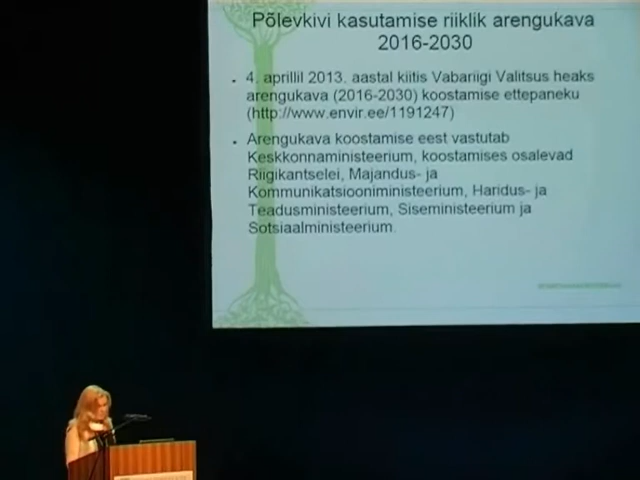 Põlevkivi kasutamise riiklik arengukava
2016-2030
4. aprillil 2013. aastal kiitis Vabariigi Valitsus heaks
arengukava (2016-2030) koostamise ettepaneku
(http://www.envir.ee/1191247)
Arengukava koostamise eest vastutab
Keskkonnaministeerium, koostamises osalevad
Riigikantselei, Majandus- ja
Kommunikatsiooniministeerium, Haridus- ja
Teadusministeerium, Siseministeerium ja
Sotsiaalministeerium.